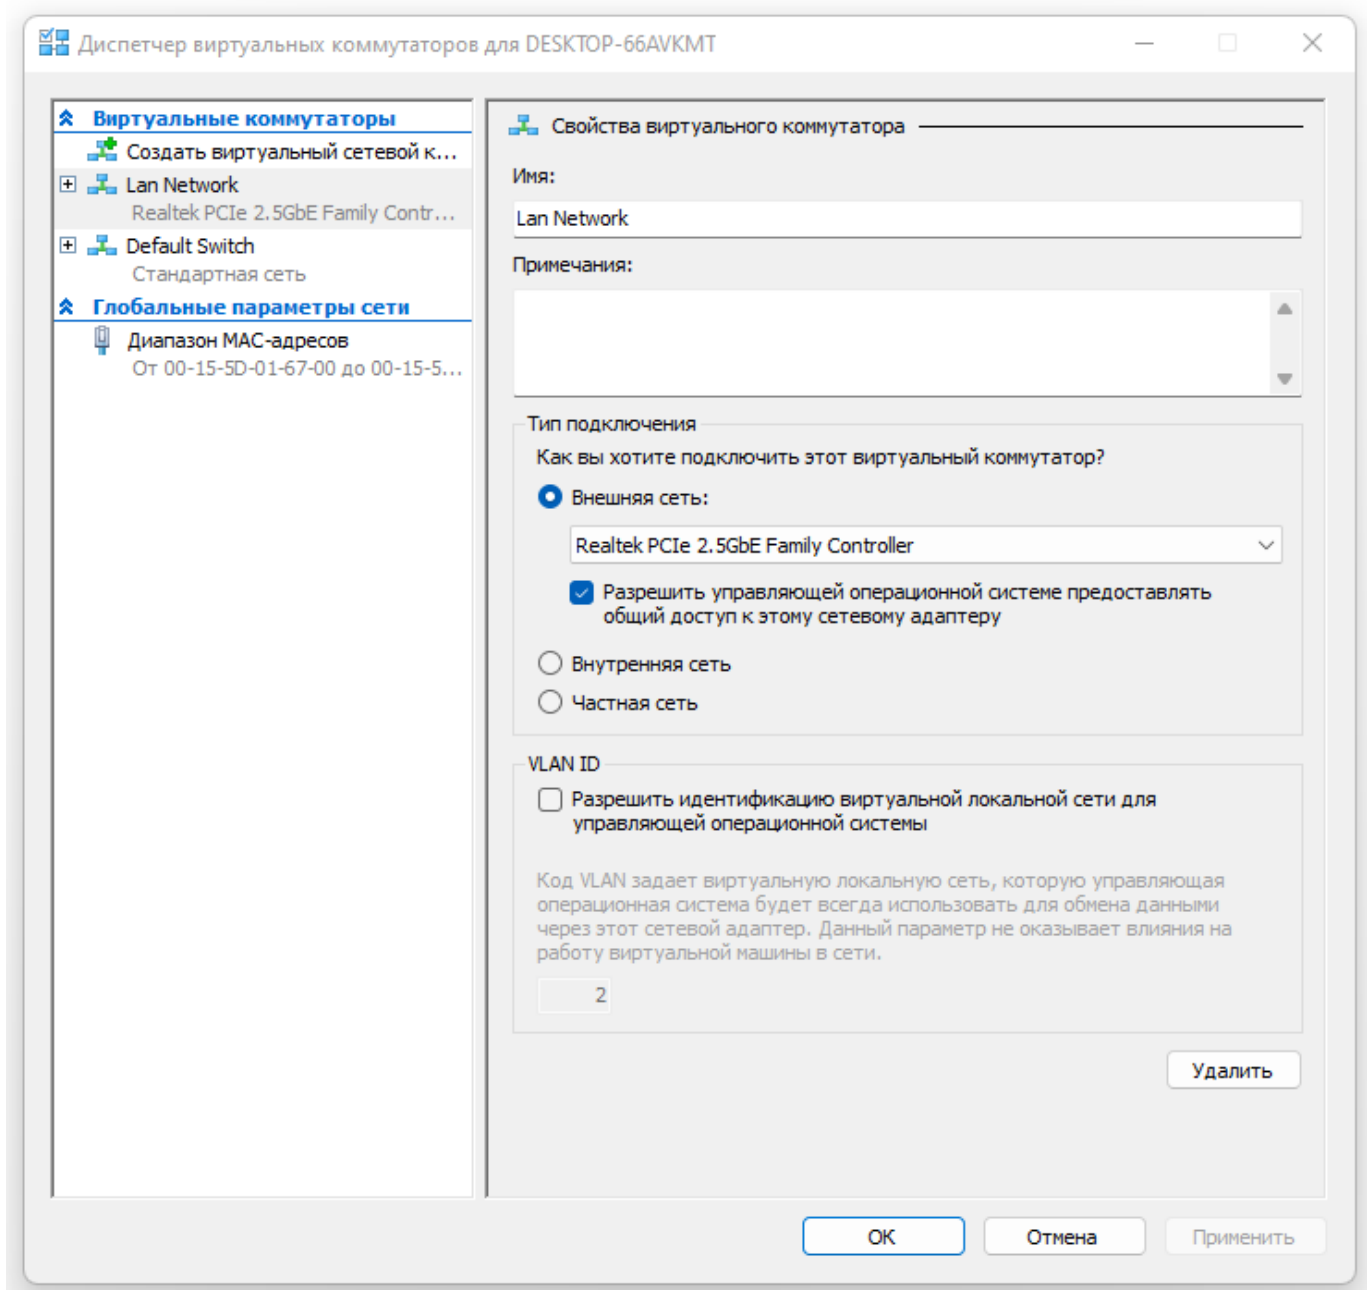 Диспетчер виртуальных коммутаторов для DESKTOP-66AVKMT
Виртуальные коммутаторы
Создать виртуальный сетевой к...
Lan Network
Realtek PCIe 2.5GbE Family Contr...
Default Switch
Стандартная сеть
Глобальные параметры сети
Диапазон MAC-адресов
От 00-15-5D-01-67-00 до 00-15-5...
Свойства виртуального коммутатора
Имя:
Lan Network
Примечания:
Тип подключения
Как вы хотите подключить этот виртуальный коммутатор?
Внешняя сеть:
Realtek PCIe 2.5GbE Family Controller
Разрешить управляющей операционной системе предоставлять
общий доступ к этому сетевому адаптеру
Внутренняя сеть
Частная сеть
VLAN ID
Разрешить идентификацию виртуальной локальной сети для
управляющей операционной системы
Код VLAN задает виртуальную локальную сеть, которую управляющая
операционная система будет всегда использовать для обмена данными
через этот сетевой адаптер. Данный параметр не оказывает влияния на
работу виртуальной машины в сети.
2
Удалить
ОК
Отмена
Применить